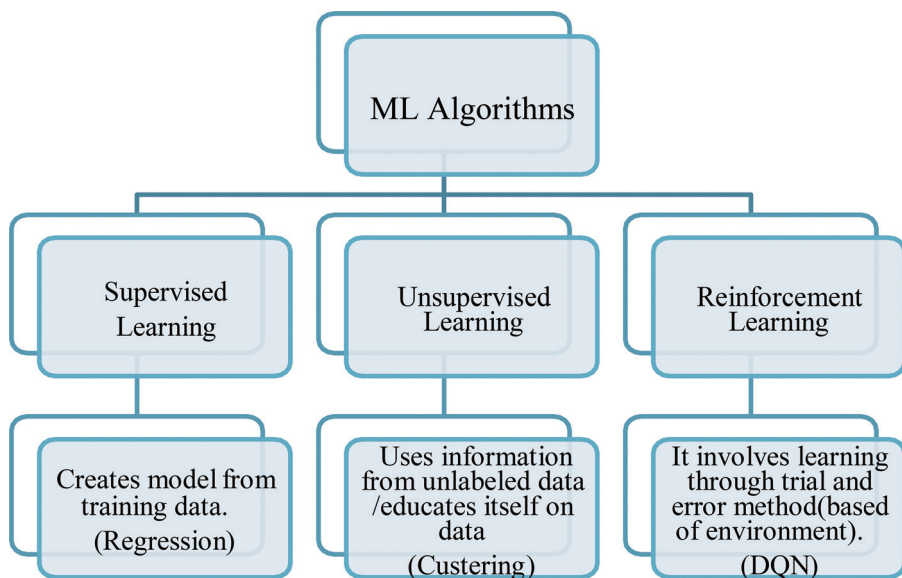 ML Algorithms
Supervised
Learning
Unsupervised
Learning
Reinforcement
Learning
Creates model from
training data.
(Regression)
Uses information
from unlabeled data
/educates itself on
data
(Custering)
It involves learning
through trial and
error method(based
of environment).
(DQN)